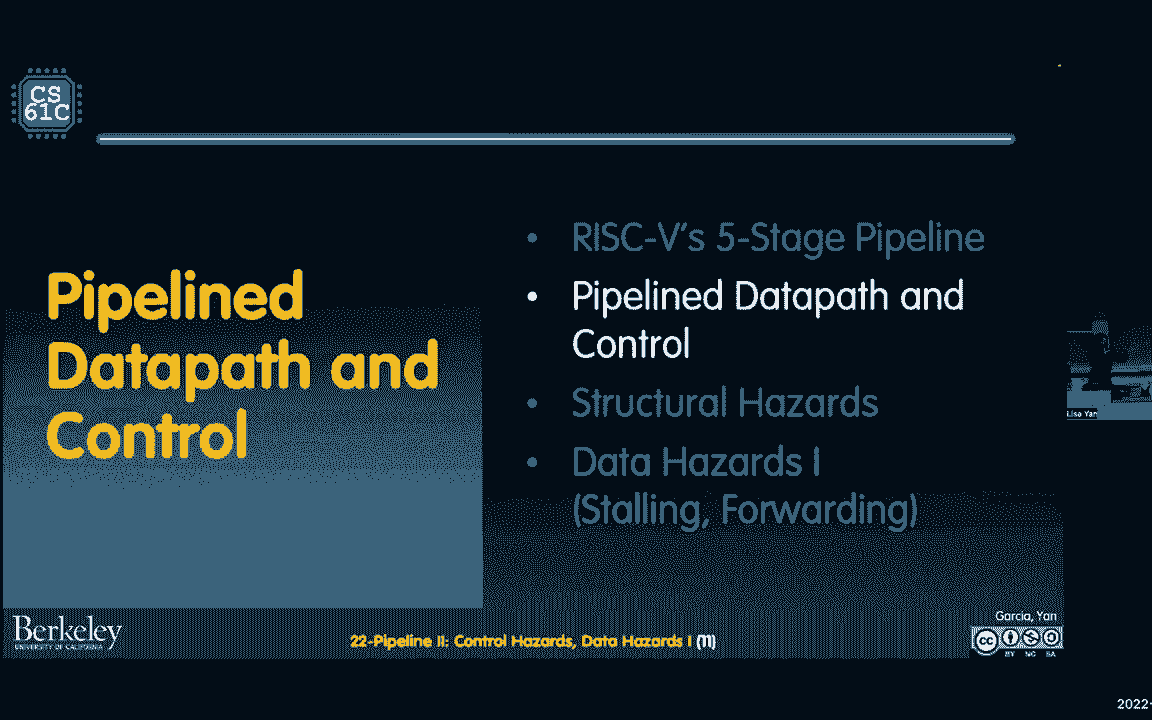 CS
61C
Pipelined
Datapath and
Control
• RISC-V's 5-Stage Pipeline
• Pipelined Datapath and
Control
• Structural Hazards
• Data Hazards I
(Stalling, Forwarding)
Lisa Yan
Berkeley
UNIVERSITY OF CALIFORNIA
22-Pipeline II: Control Hazards, Data Hazards I (11)
Garcia, Yan
cc
BY NC SA
2022-